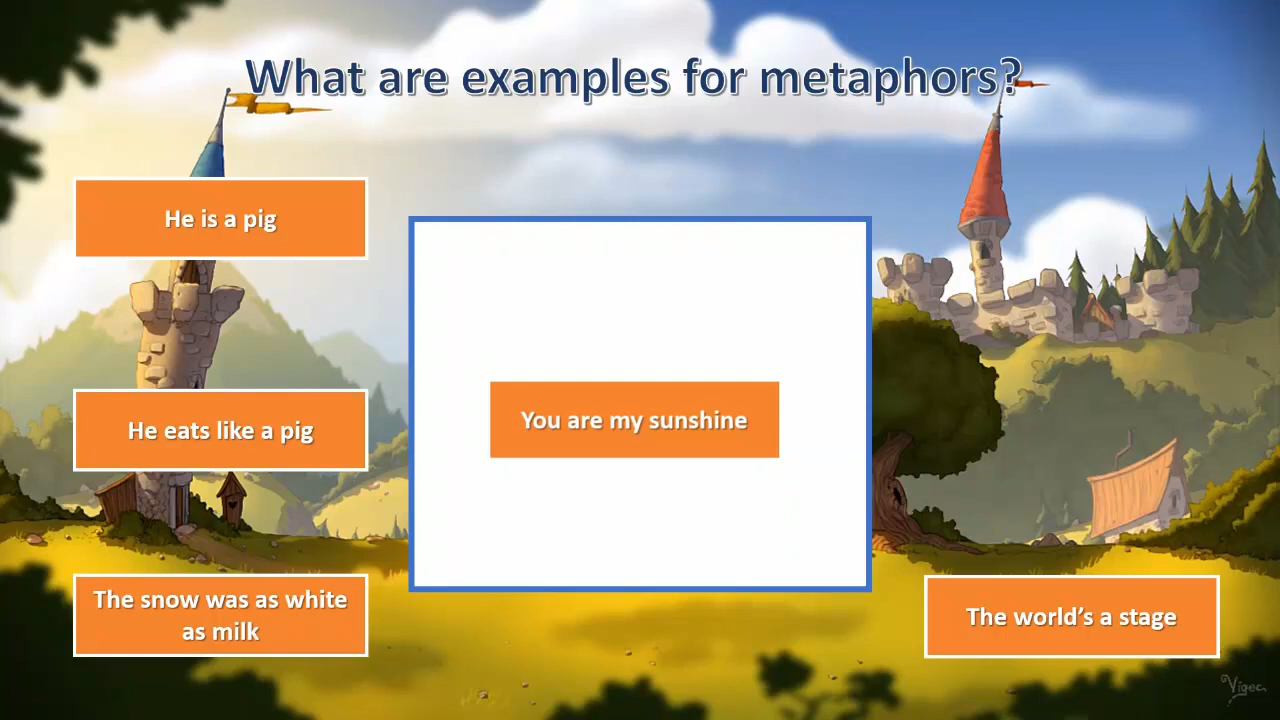 What are examples for metaphors?
He is a pig
He eats like a pig
You are my sunshine
The snow was as white
as milk
The world’s a stage
Vigec